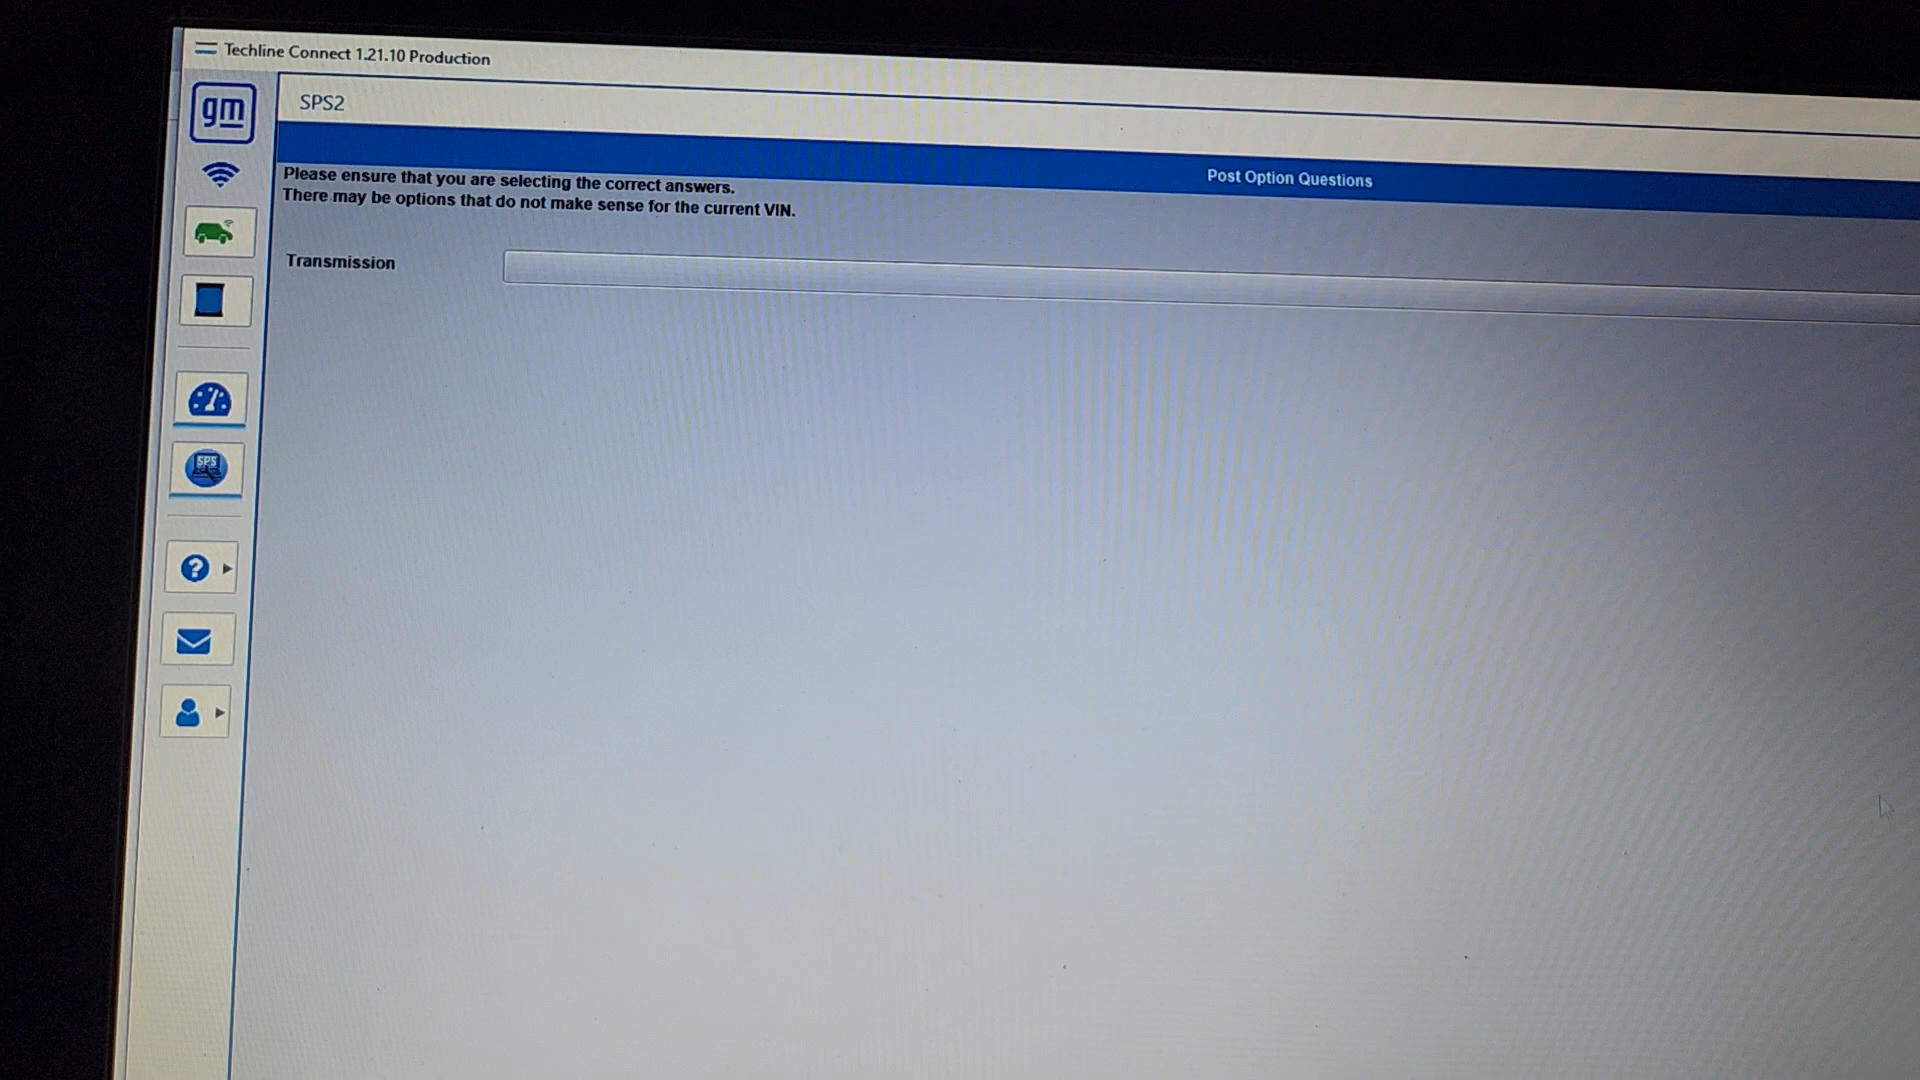 Techline Connect 1.21.10 Production
gm
SPS2
Post Option Questions
Please ensure that you are selecting the correct answers.
There may be options that do not make sense for the current VIN.
Transmission
SPS
?